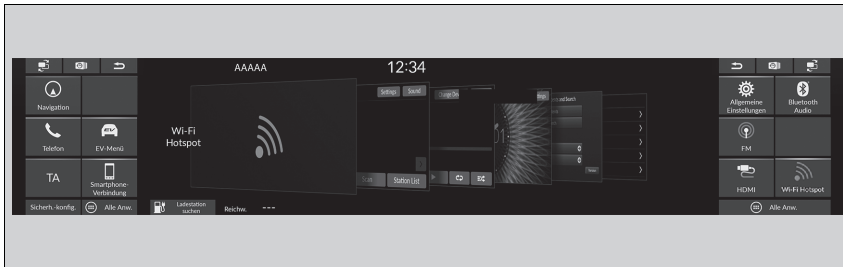 AAAAA
12:34
Navigation
Telefon
EV-Menü
TA
Smartphone-
Verbindung
Sicherh.-konfig.
Alle Anw.
Wi-Fi
Hotspot
Settings
Sound
Station List
Change
Ladestation
suchen
Reichw.
---
Allgemeine
Einstellungen
Bluetooth
Audio
FM
HDMI
Wi-Fi Hotspot
Alle Anw.